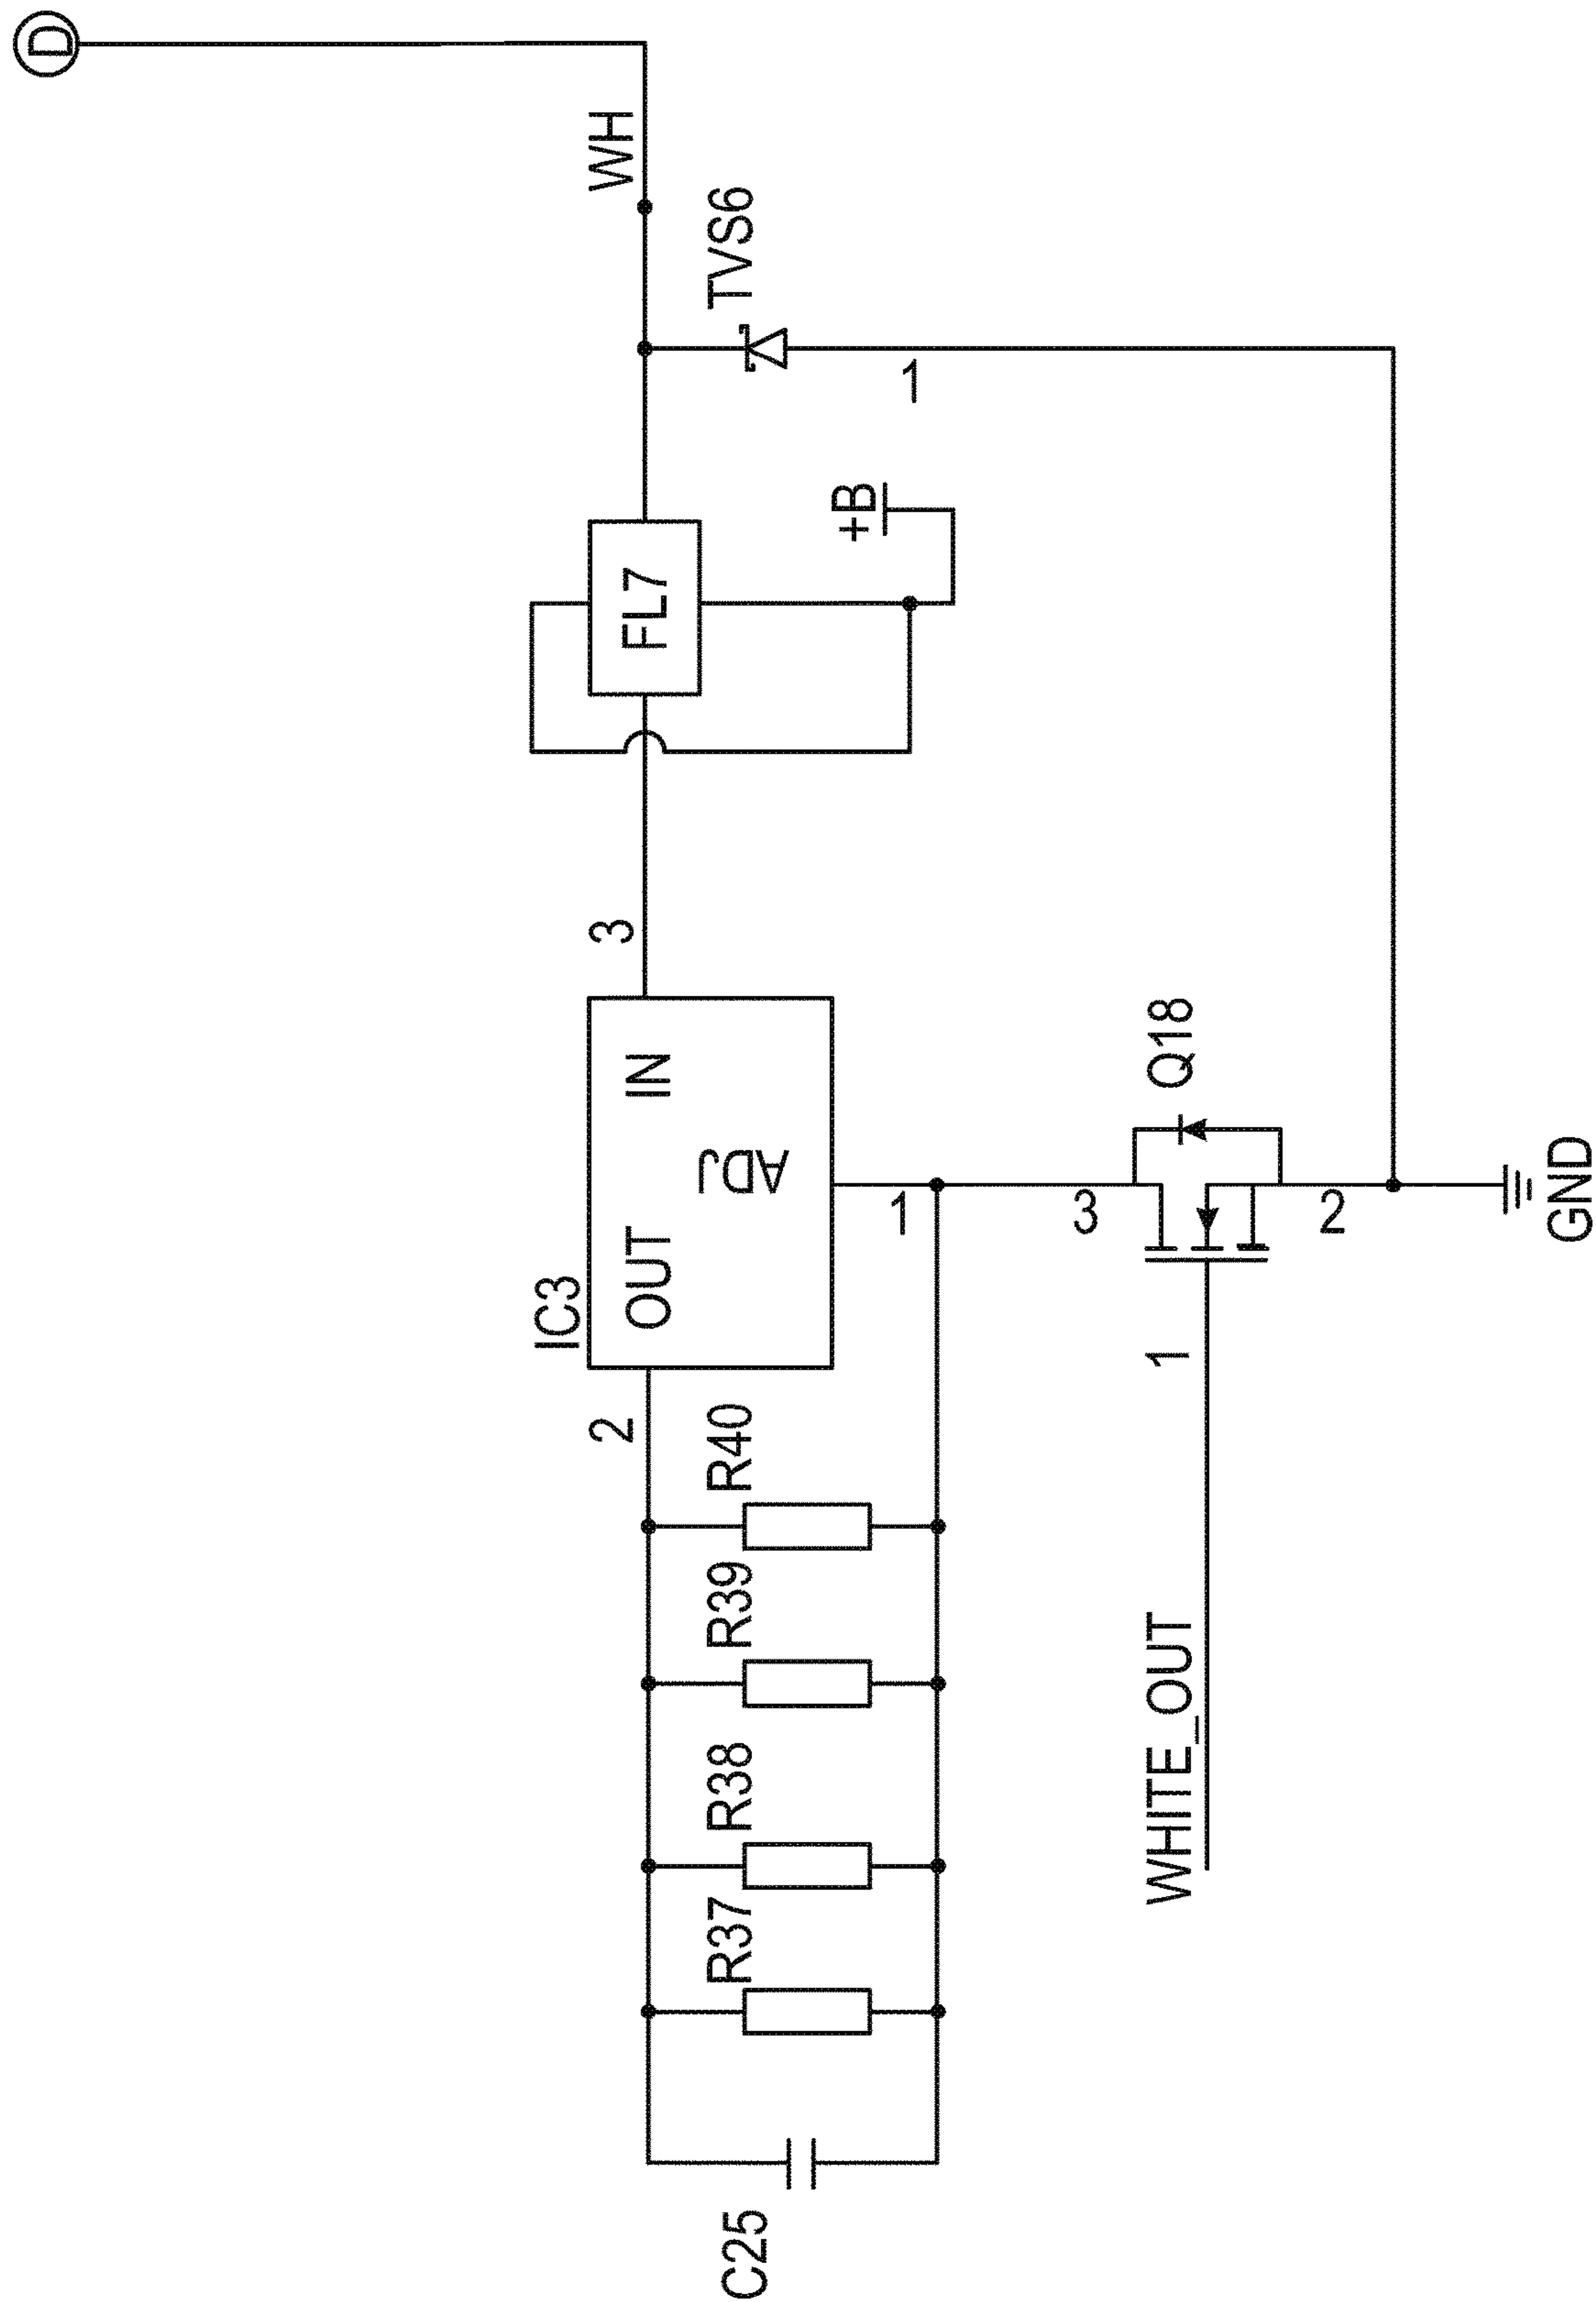 D
WH
TVS6
1
+B
FL7
3
IC3
IN
ADJ
OUT
2
1
R40
R39
R38
R37
C25
Q18
3
2
1
WHITE_OUT
GND